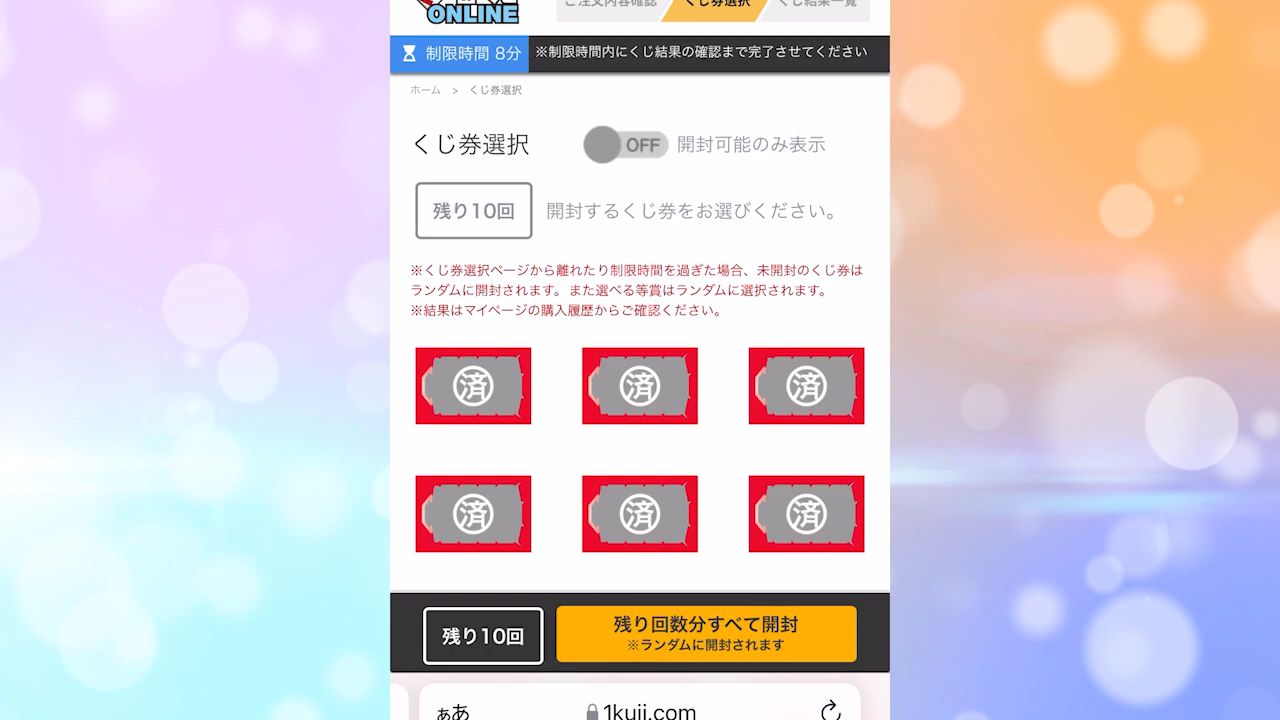 ONLINE
ご注文内容確認
くじ券選択
くじ結果一覧
制限時間 8分
※制限時間内にくじ結果の確認まで完了させてください
ホーム > くじ券選択
くじ券選択
OFF
開封可能のみ表示
残り10回
開封するくじ券をお選びください。
※くじ券選択ページから離れたり制限時間を過ぎた場合、未開封のくじ券は
ランダムに開封されます。また選べる等賞はランダムに選択されます。
※結果はマイページの購入履歴からご確認ください。
済
済
済
済
済
済
残り10回
残り回数分すべて開封
※ランダムに開封されます
ぁあ
1kuji.com